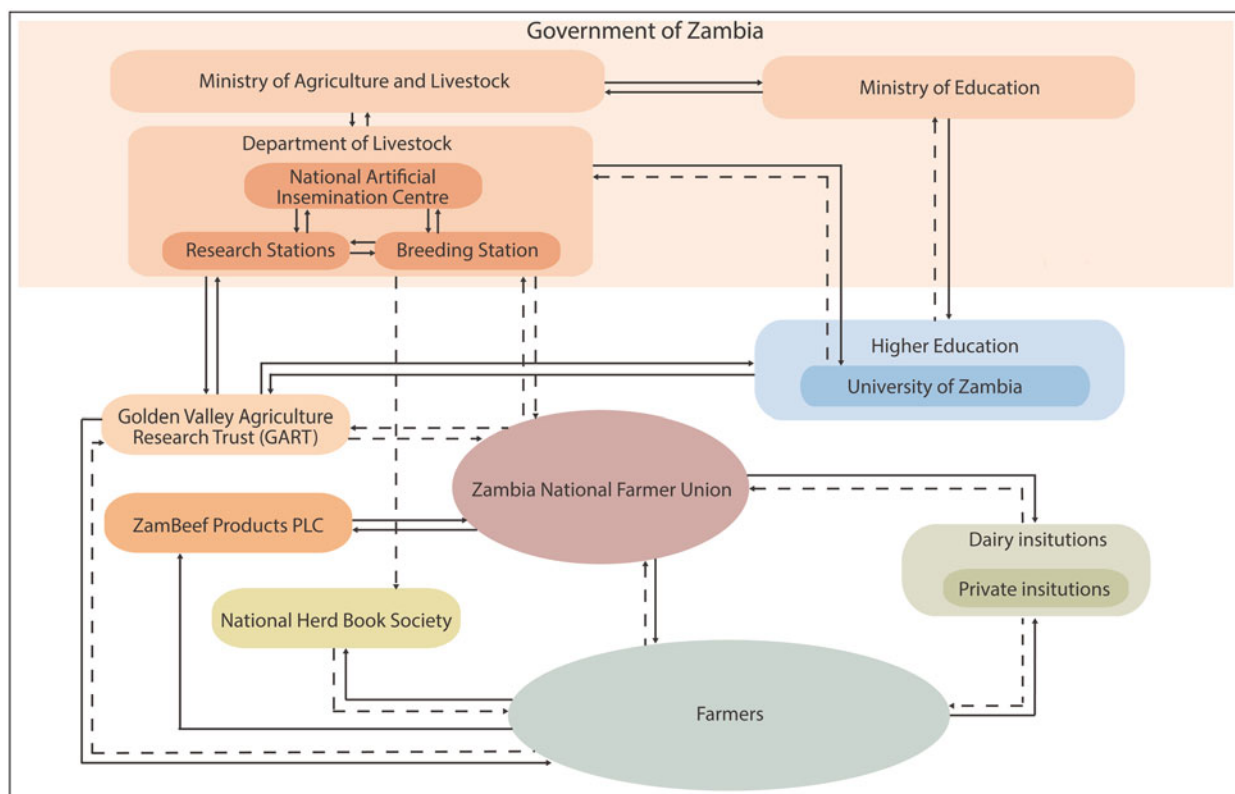 Government of Zambia
Ministry of Agriculture and Livestock
Ministry of Education
Department of Livestock
National Artificial
Insemination Centre
Research Stations
Breeding Station
Higher Education
University of Zambia
Golden Valley Agriculture
Research Trust (GART)
Zambia National Farmer Union
ZamBeef Products PLC
Dairy insitutions
Private insitutions
National Herd Book Society
Farmers